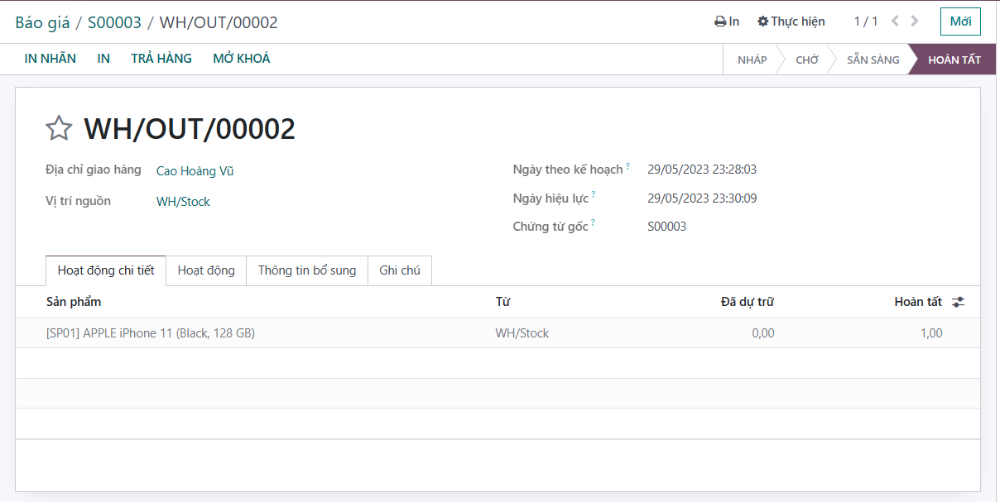 Báo giá / S00003 / WH/OUT/00002 In Thực hiện 1 / 1 Mới
IN NHÃN IN TRẢ HÀNG MỞ KHOÁ NHÁP CHỜ SẴN SÀNG HOÀN TẤT
WH/OUT/00002
Địa chỉ giao hàng Cao Hoàng Vũ Ngày theo kế hoạch ? 29/05/2023 23:28:03
Vị trí nguồn WH/Stock Ngày hiệu lực ? 29/05/2023 23:30:09
Chứng từ gốc ? S00003
Hoạt động chi tiết Hoạt động Thông tin bổ sung Ghi chú
Sản phẩm Từ Đã dự trữ Hoàn tất
[SP01] APPLE iPhone 11 (Black, 128 GB) WH/Stock 0,00 1,00